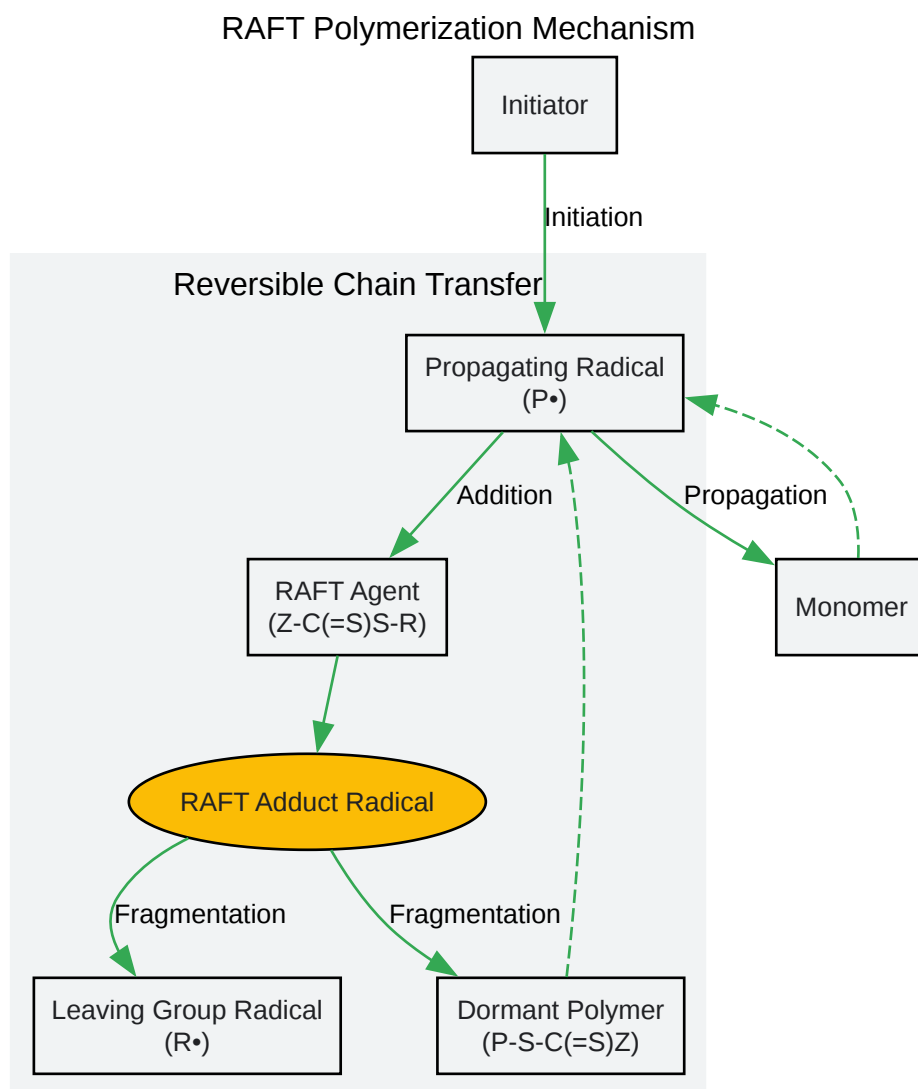 RAFT Polymerization Mechanism
Initiator
Initiation
Reversible Chain Transfer
Propagating Radical
(P•)
Addition
Propagation
RAFT Agent
(Z-C(=S)S-R)
Monomer
RAFT Adduct Radical
Fragmentation
Fragmentation
Leaving Group Radical
(R•)
Dormant Polymer
(P-S-C(=S)Z)